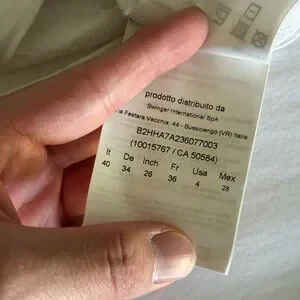 prodotto distribuito da
Swinger International SpA
Via Festara Vecchia, 44 - Bussolengo (VR) Italia
B2HHA7A236077003
(10015767 / CA 50584)
It De Inch Fr Usa Mex
40 34 26 36 4 26